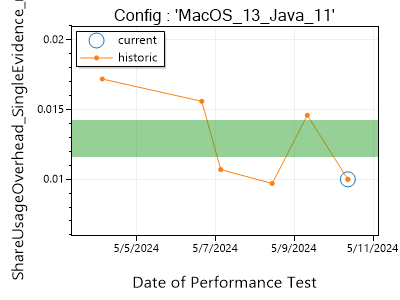 Config : 'MacOS_13_Java_11'
current
historic
0.02
0.015
0.01
ShareUsageOverhead_SingleEvidence_
5/5/2024
5/7/2024
5/9/2024
5/11/2024
Date of Performance Test